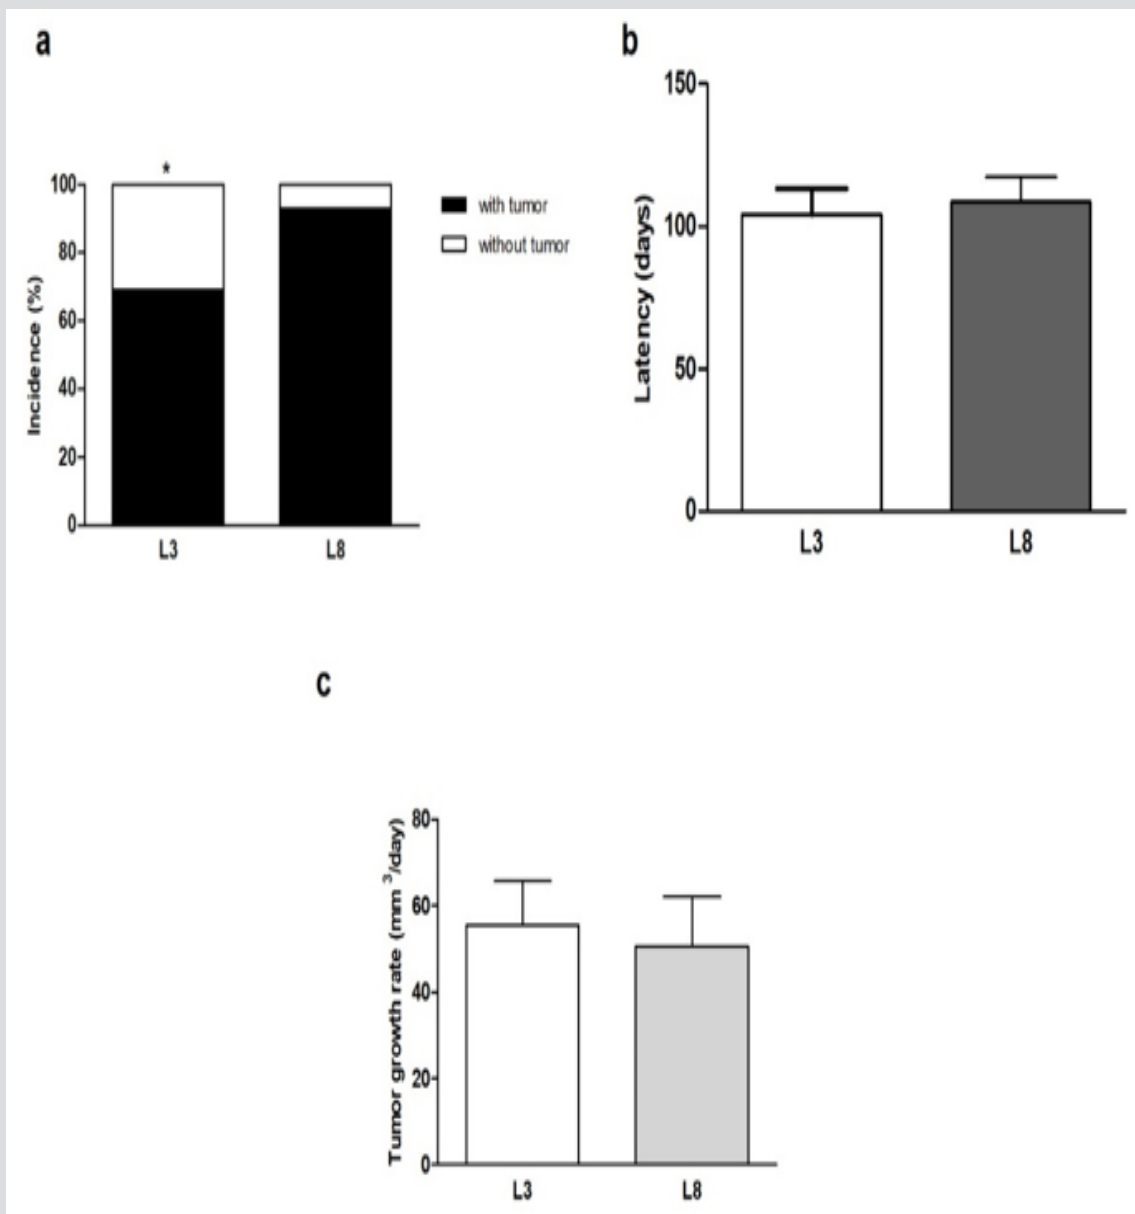 a
*
100
80
60
40
20
0
Incidence (%)
L3 L8
with tumor
without tumor
b
150
100
50
0
Latency (days)
L3 L8
c
80
60
40
20
0
Tumor growth rate (mm 3/day)
L3 L8